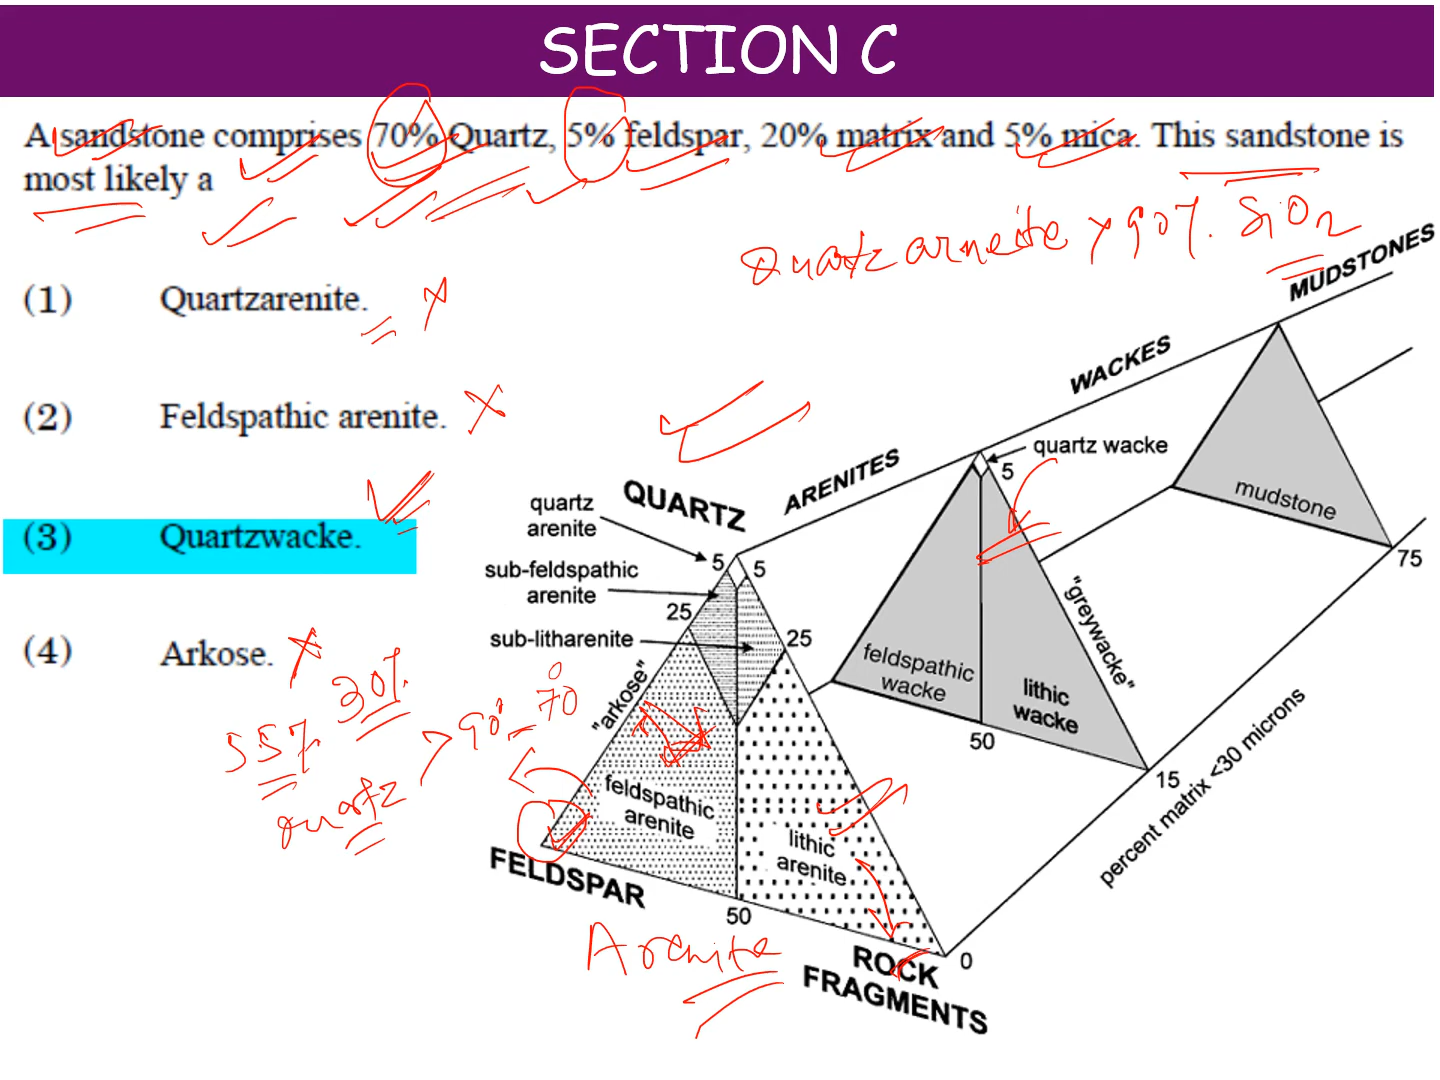 SECTION C
A sandstone comprises 70% Quartz, 5% feldspar, 20% matrix and 5% mica. This sandstone is
most likely a
Quartz arneite > 90%. SiO2
(1) Quartzarenite.
(2) Feldspathic arenite.
(3) Quartzwacke.
(4) Arkose.
30%
55%
quartz > 90 - 70
MUDSTONES
WACKES
ARENITES
QUARTZ
quartz wacke
5
mudstone
75
quartz
arenite
5
5
sub-feldspathic
arenite
25
sub-litharenite
25
"arkose"
"greywacke"
feldspathic
wacke
lithic
wacke
50
15
percent matrix <30 microns
feldspathic
arenite
lithic
arenite
FELDSPAR
50
0
ROCK
FRAGMENTS
Arenite